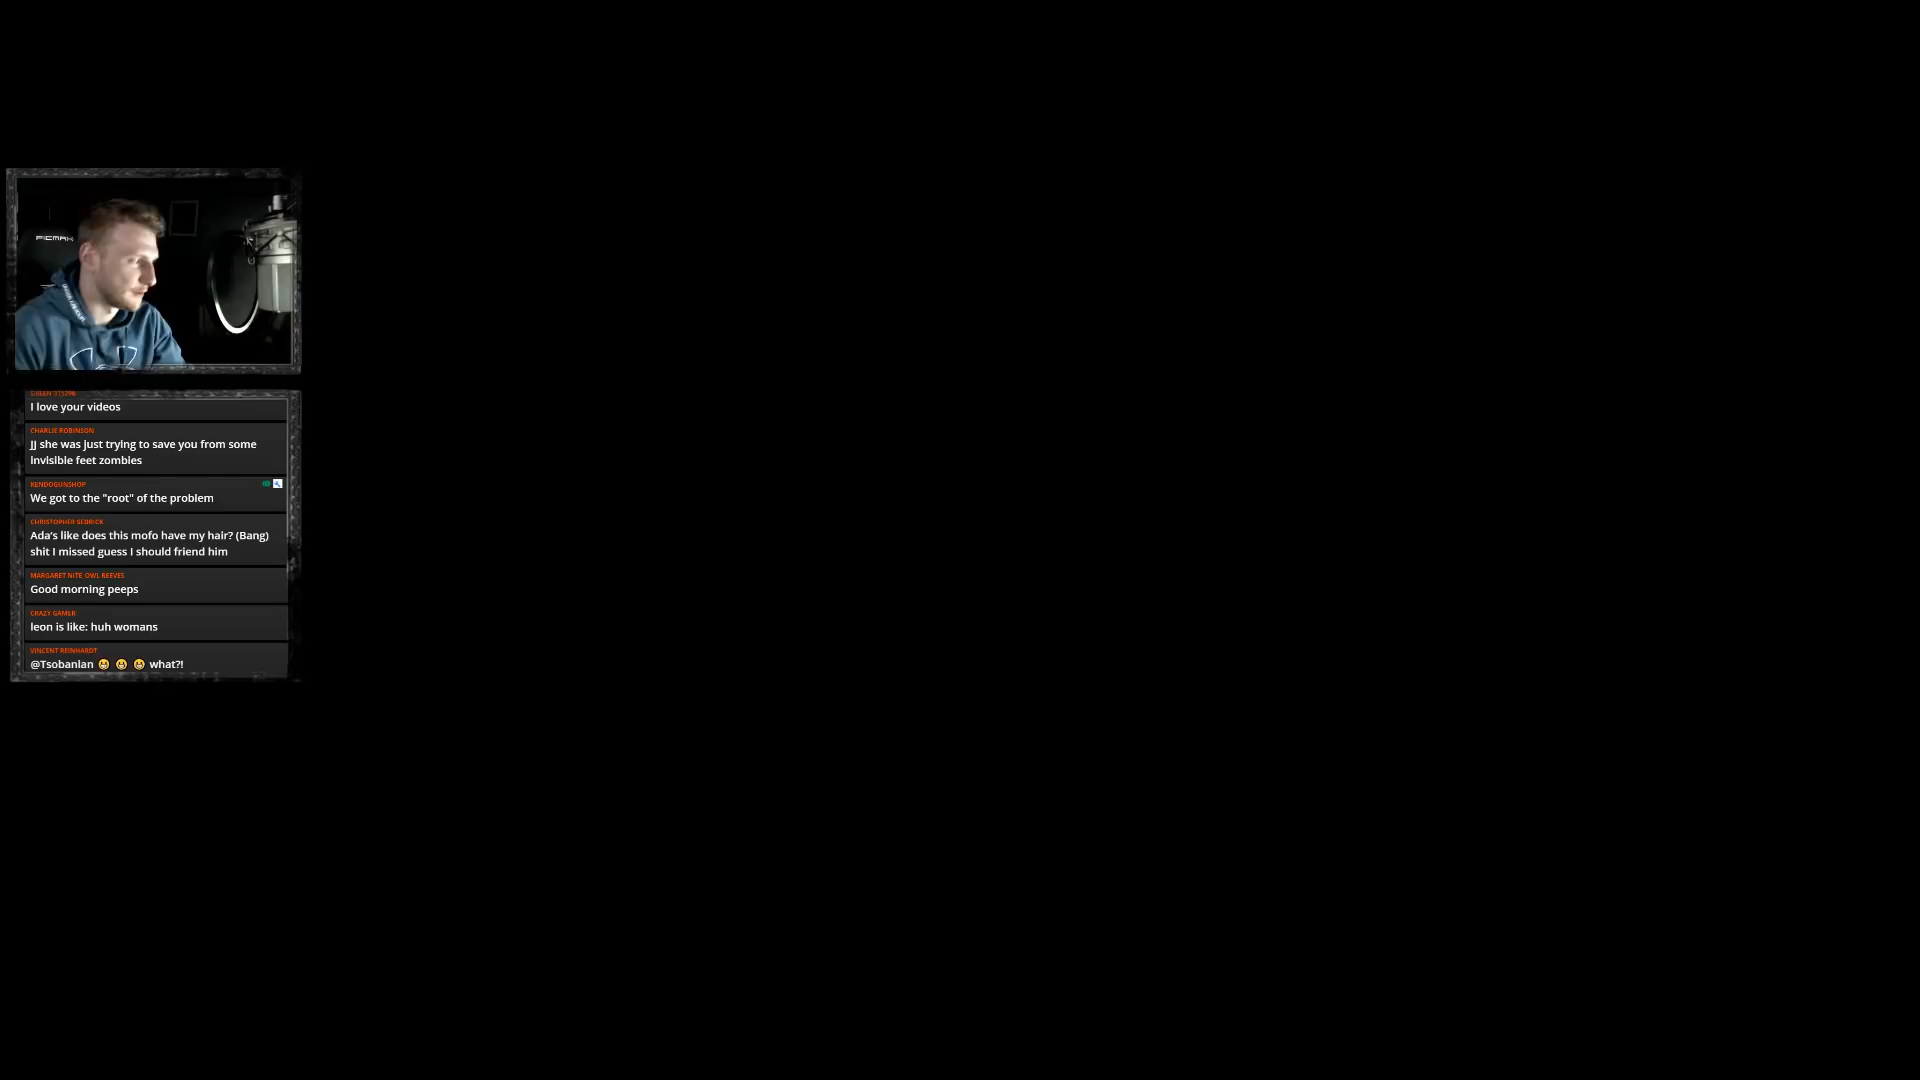 FICMAX
UNDER ARMOUR
I love your videos
CHARLIE ROBINSON
JJ she was just trying to save you from some
invisible feet zombies
KENDOGUNSHOP
We got to the "root" of the problem
CHRISTOPHER SEDRICK
Ada's like does this mofo have my hair? (Bang)
shit I missed guess I should friend him
MARGARET NITE OWL REEVES
Good morning peeps
CRAZY GAMER
leon is like: huh womans
VINCENT REINHARDT
@Tsobanian 😀 😀 😀 what?!